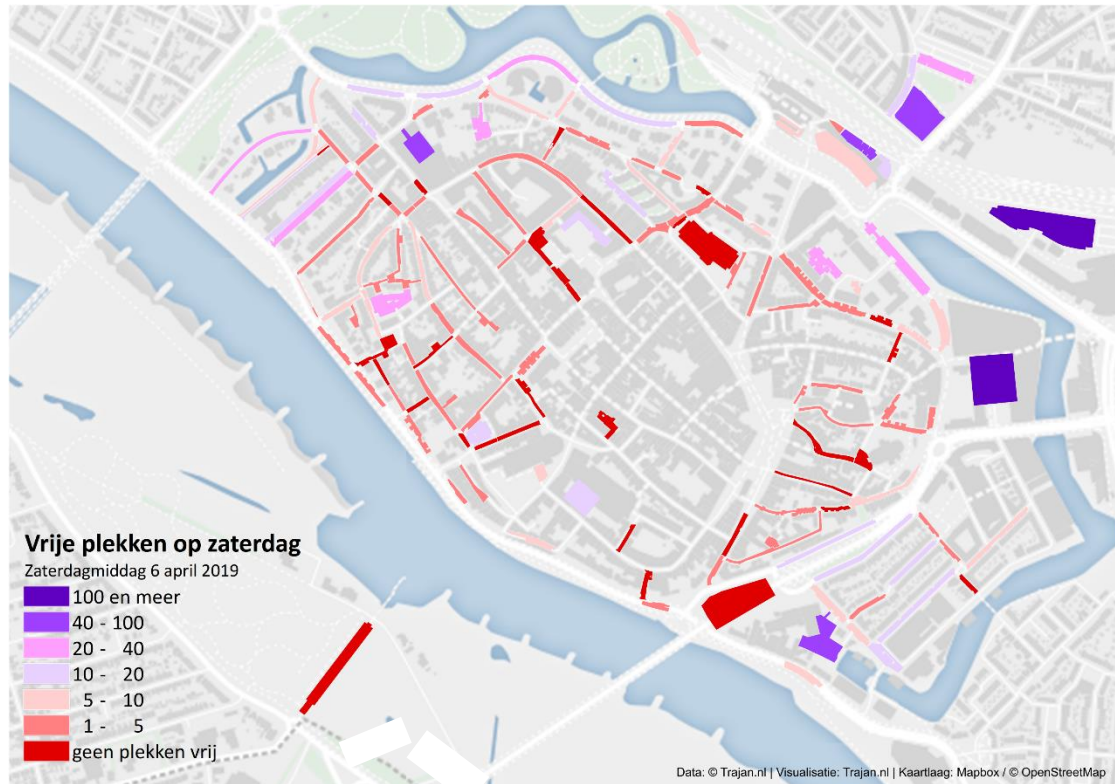 Vrije plekken op zaterdag
Zaterdagmiddag 6 april 2019
100 en meer
40 - 100
20 - 40
10 - 20
5 - 10
1 - 5
geen plekken vrij
Data: © Trajan.nl | Visualisatie: Trajan.nl | Kaartlaag: Mapbox / © OpenStreetMap